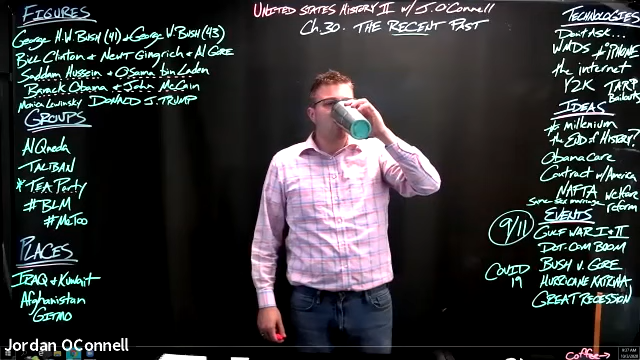 FIGURES
George H.W. BUSH (41) & George W. BUSH (43)
Bill Clinton & Newt Gingrich & Al Gore
Saddam Hussein & Osama bin Laden
Barack Obama & John McCain
Monica Lewinsky DONALD J. TRUMP
GROUPS
Al Qaeda
TALIBAN
*TEA Party
#BLM
#MeToo
PLACES
IRAQ & Kuwait
Afghanistan
GITMO
UNITED STATES HISTORY II w/ J. O'Connell
Ch. 30. THE RECENT PAST
TECHNOLOGIES
Don't Ask...
WMDS & iPHONE
the internet
Y2K TARP
Bailouts
IDEAS
the millenium
the END of HISTORY?
ObamaCare
Contract w/ America
NAFTA welfare
same-sex marriage reform
EVENTS
9/11
GULF WAR I & II
DOT-COM BOOM
BUSH v. GORE
COVID
19
HURRICANE KATRINA
GREAT RECESSION
coffee→
Jordan OConnell